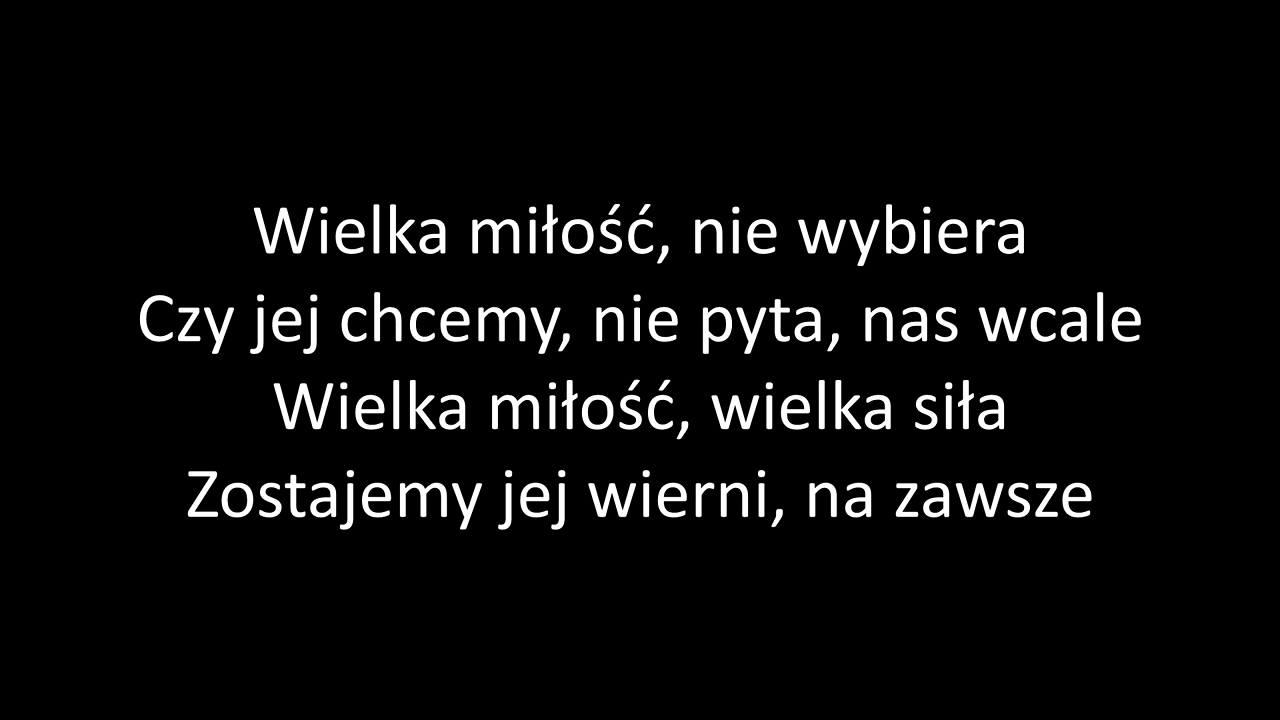 Wielka miłość, nie wybiera
Czy jej chcemy, nie pyta, nas wcale
Wielka miłość, wielka siła
Zostajemy jej wierni, na zawsze